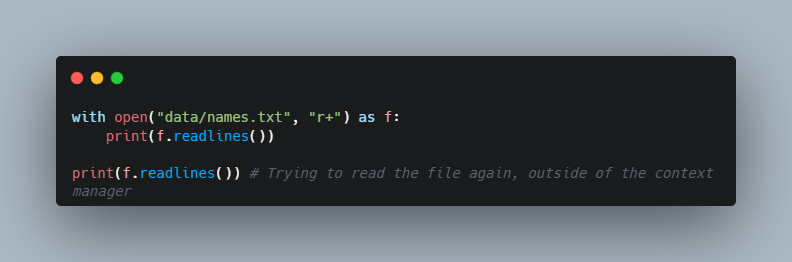 with open("data/names.txt", "r+") as f:
    print(f.readlines())

print(f.readlines()) # Trying to read the file again, outside of the context
manager